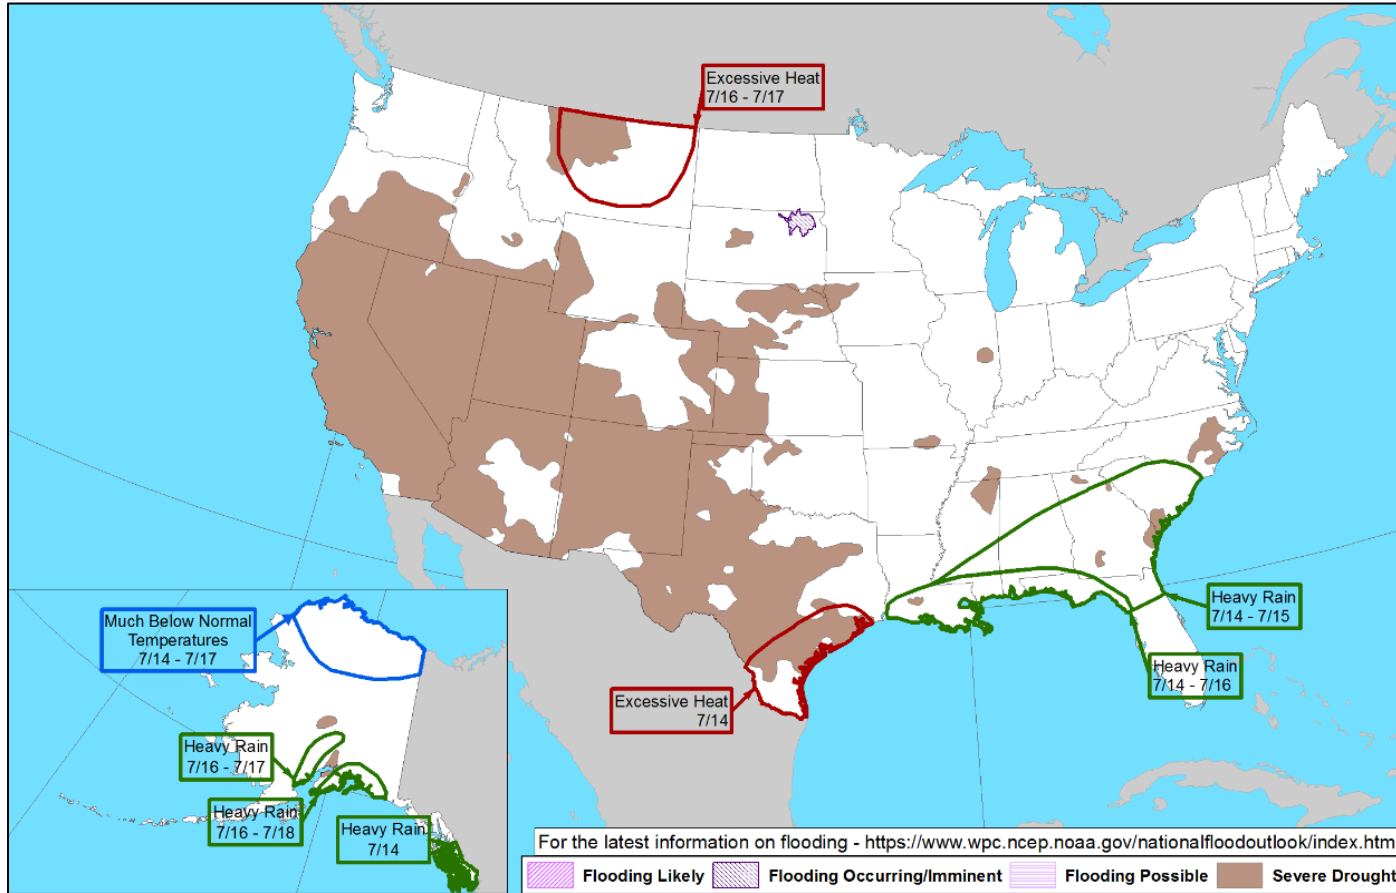 Excessive Heat
7/16 - 7/17
Heavy Rain
7/14 - 7/15
Heavy Rain
7/14 - 7/16
Excessive Heat
7/14
Much Below Normal
Temperatures
7/14 - 7/17
Heavy Rain
7/16 - 7/17
Heavy Rain
7/16 - 7/18
Heavy Rain
7/14
For the latest information on flooding - https://www.wpc.ncep.noaa.gov/nationalfloodoutlook/index.htm
Flooding Likely
Flooding Occurring/Imminent
Flooding Possible
Severe Drought